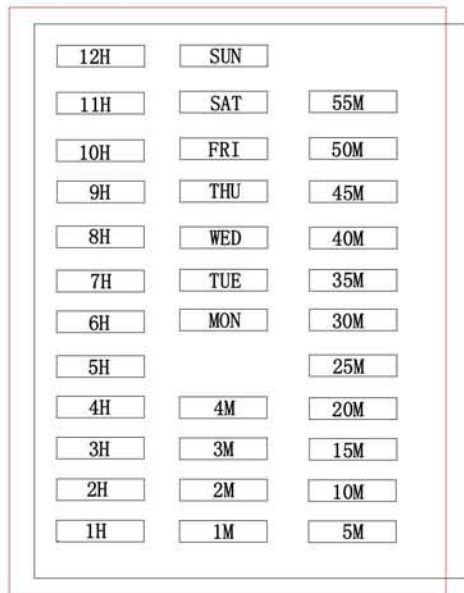 12H SUN
11H SAT 55M
10H FRI 50M
9H THU 45M
8H WED 40M
7H TUE 35M
6H MON 30M
5H 25M
4H 4M 20M
3H 3M 15M
2H 2M 10M
1H 1M 5M